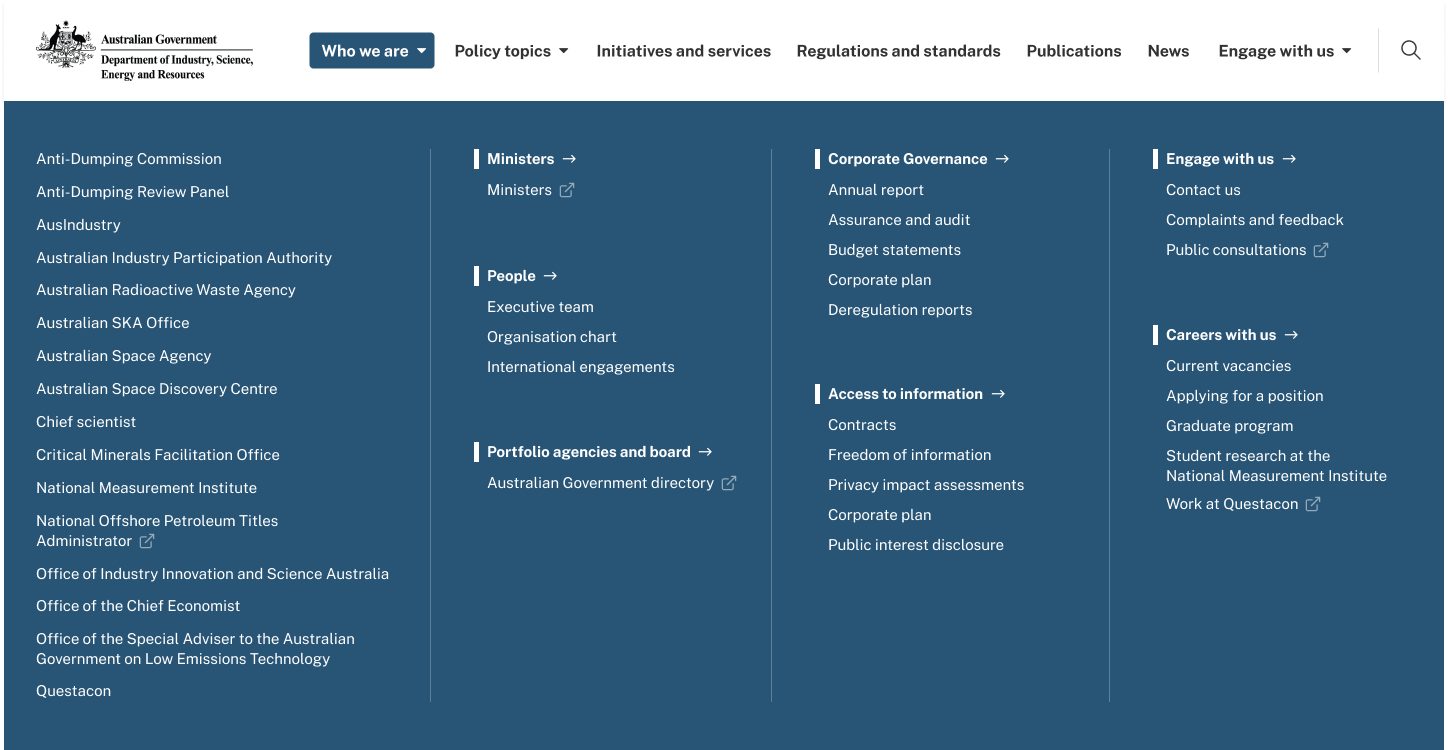 Australian Government
Department of Industry, Science,
Energy and Resources
Who we are
Policy topics
Initiatives and services
Regulations and standards
Publications
News
Engage with us
Anti-Dumping Commission
Anti-Dumping Review Panel
AusIndustry
Australian Industry Participation Authority
Australian Radioactive Waste Agency
Australian SKA Office
Australian Space Agency
Australian Space Discovery Centre
Chief scientist
Critical Minerals Facilitation Office
National Measurement Institute
National Offshore Petroleum Titles
Administrator
Office of Industry Innovation and Science Australia
Office of the Chief Economist
Office of the Special Adviser to the Australian
Government on Low Emissions Technology
Questacon
Ministers →
Ministers
People →
Executive team
Organisation chart
International engagements
Portfolio agencies and board →
Australian Government directory
Corporate Governance →
Annual report
Assurance and audit
Budget statements
Corporate plan
Deregulation reports
Access to information →
Contracts
Freedom of information
Privacy impact assessments
Corporate plan
Public interest disclosure
Engage with us →
Contact us
Complaints and feedback
Public consultations
Careers with us →
Current vacancies
Applying for a position
Graduate program
Student research at the
National Measurement Institute
Work at Questacon